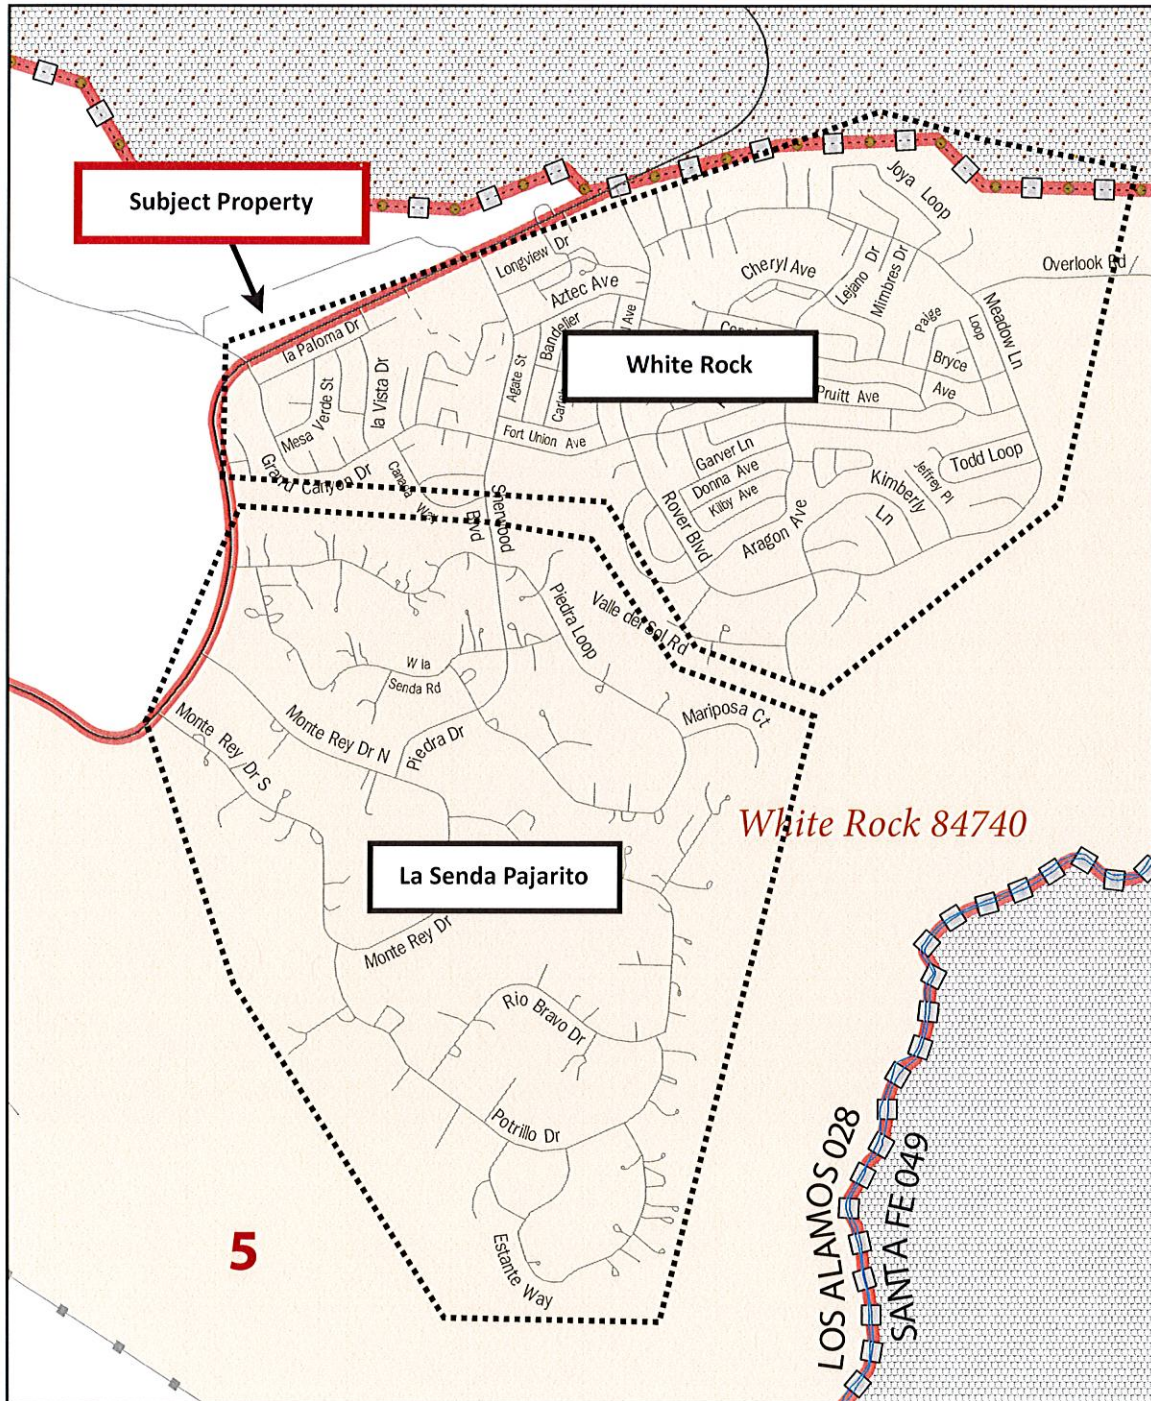 Joya Loop
Subject Property
Longview Dr
Cheryl Ave
Lejano Dr
Mimbres Dr
Overlook Rd
Aztec Ave
Meadow Ln
la Paloma Dr
Bandelier
Paige
Loop
White Rock
Bryce
Ave
Agate St
la Vista Dr
Mesa Verde St
Pruitt Ave
Fort Union Ave
Garver Ln
Todd Loop
Grand Canyon Dr
Donna Ave
Jeffrey Pl
Kimberly
Ln
Kilby Ave
Canada Way
Sherwood
Blvd
Rover Blvd
Aragon Ave
Piedra Loop
Valle del Sol Rd
W la
Senda Rd
Mariposa Ct
Monte Rey Dr N
Monte Rey Dr S
Piedra Dr
White Rock 84740
La Senda Pajarito
Monte Rey Dr
Rio Bravo Dr
Potrillo Dr
LOS ALAMOS 028
SANTA FE 049
5
Estante Way